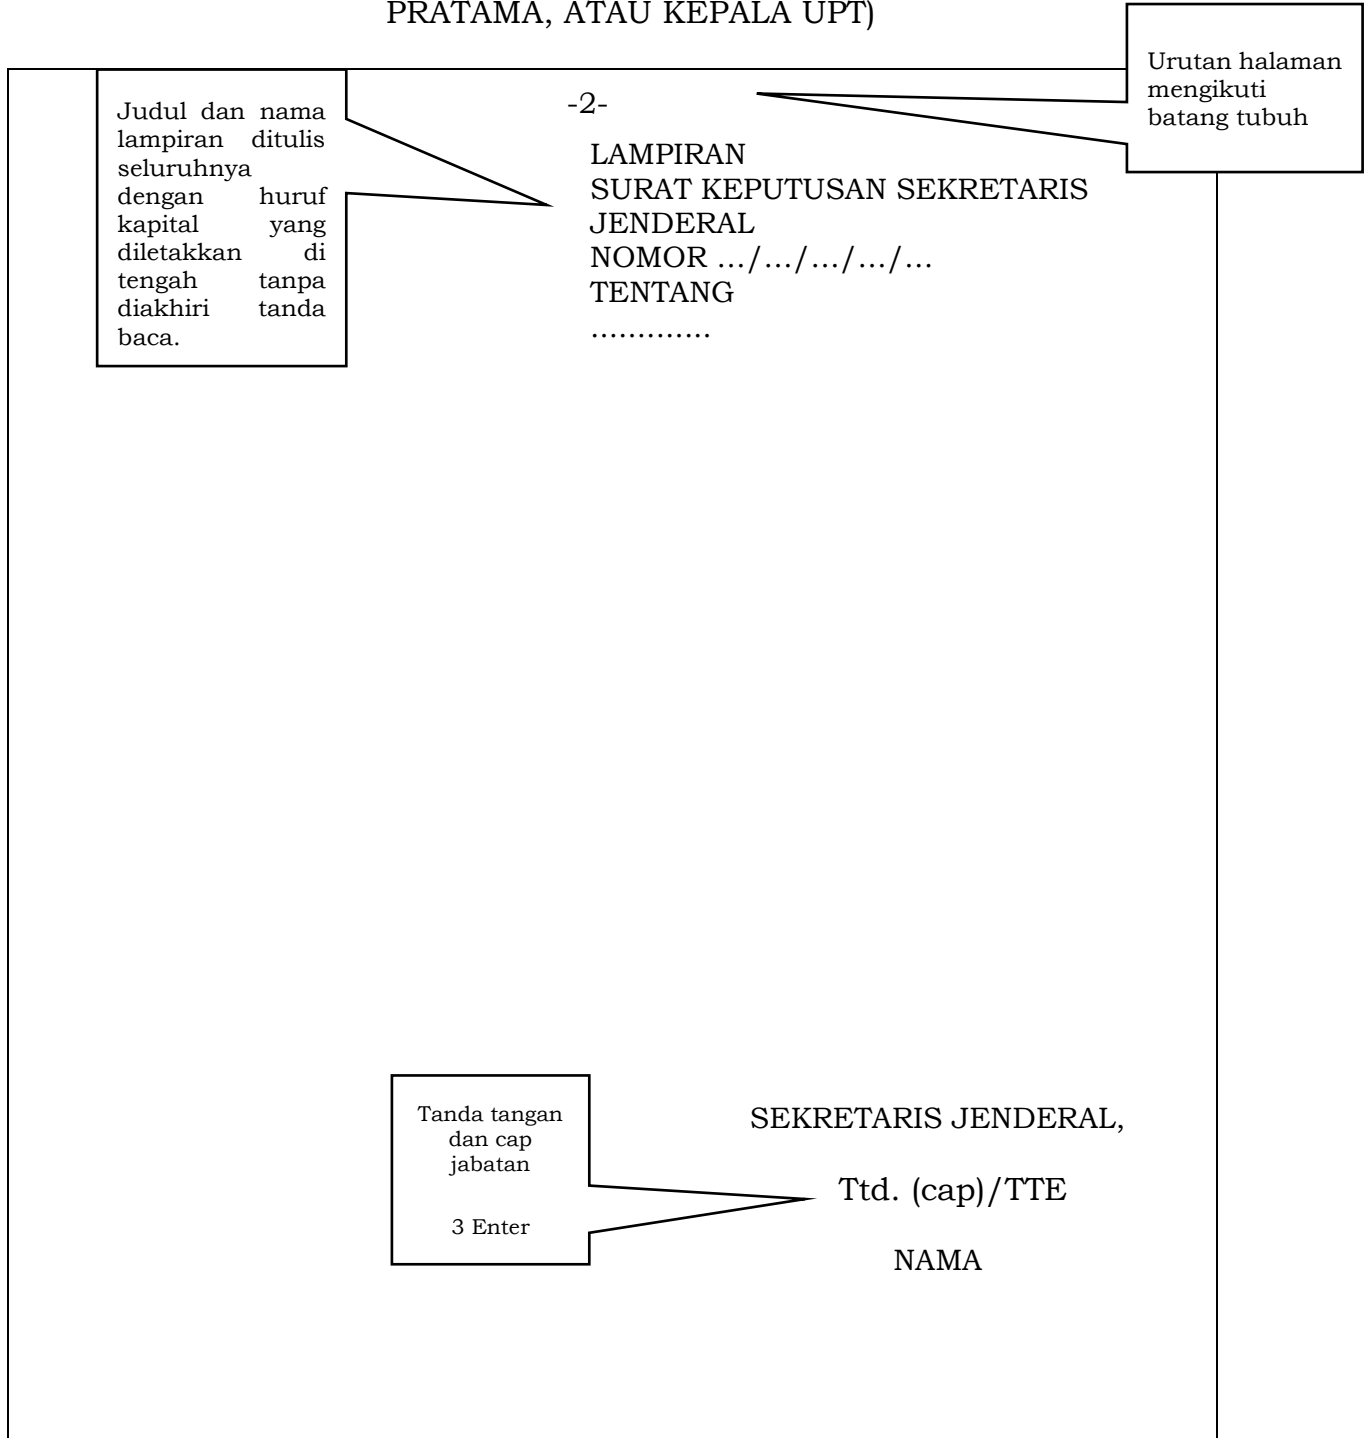 PRATAMA, ATAU KEPALA UPT)
Urutan halaman
mengikuti
batang tubuh
Judul dan nama
lampiran ditulis
seluruhnya
dengan huruf
kapital yang
diletakkan di
tengah tanpa
diakhiri tanda
baca.
-2-
LAMPIRAN
SURAT KEPUTUSAN SEKRETARIS
JENDERAL
NOMOR .../.../.../.../...
TENTANG
.............
Tanda tangan
dan cap
jabatan
3 Enter
SEKRETARIS JENDERAL,
Ttd. (cap)/TTE
NAMA